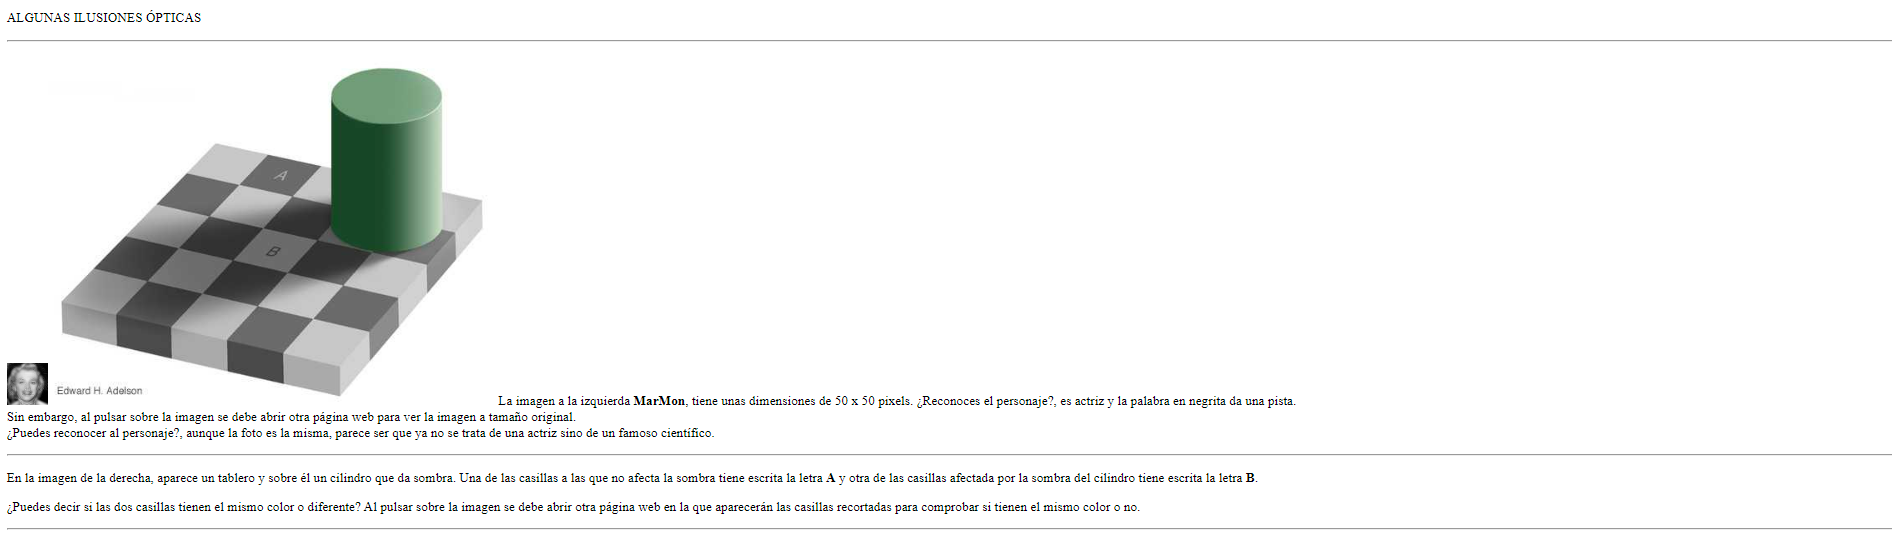 ALGUNAS ILUSIONES ÓPTICAS
A
B
Edward H. Adelson
La imagen a la izquierda MarMon, tiene unas dimensiones de 50 x 50 pixels. ¿Reconoces el personaje?, es actriz y la palabra en negrita da una pista.
Sin embargo, al pulsar sobre la imagen se debe abrir otra página web para ver la imagen a tamaño original.
¿Puedes reconocer al personaje?, aunque la foto es la misma, parece ser que ya no se trata de una actriz sino de un famoso científico.
En la imagen de la derecha, aparece un tablero y sobre él un cilindro que da sombra. Una de las casillas a las que no afecta la sombra tiene escrita la letra A y otra de las casillas afectada por la sombra del cilindro tiene escrita la letra B.
¿Puedes decir si las dos casillas tienen el mismo color o diferente? Al pulsar sobre la imagen se debe abrir otra página web en la que aparecerán las casillas recortadas para comprobar si tienen el mismo color o no.